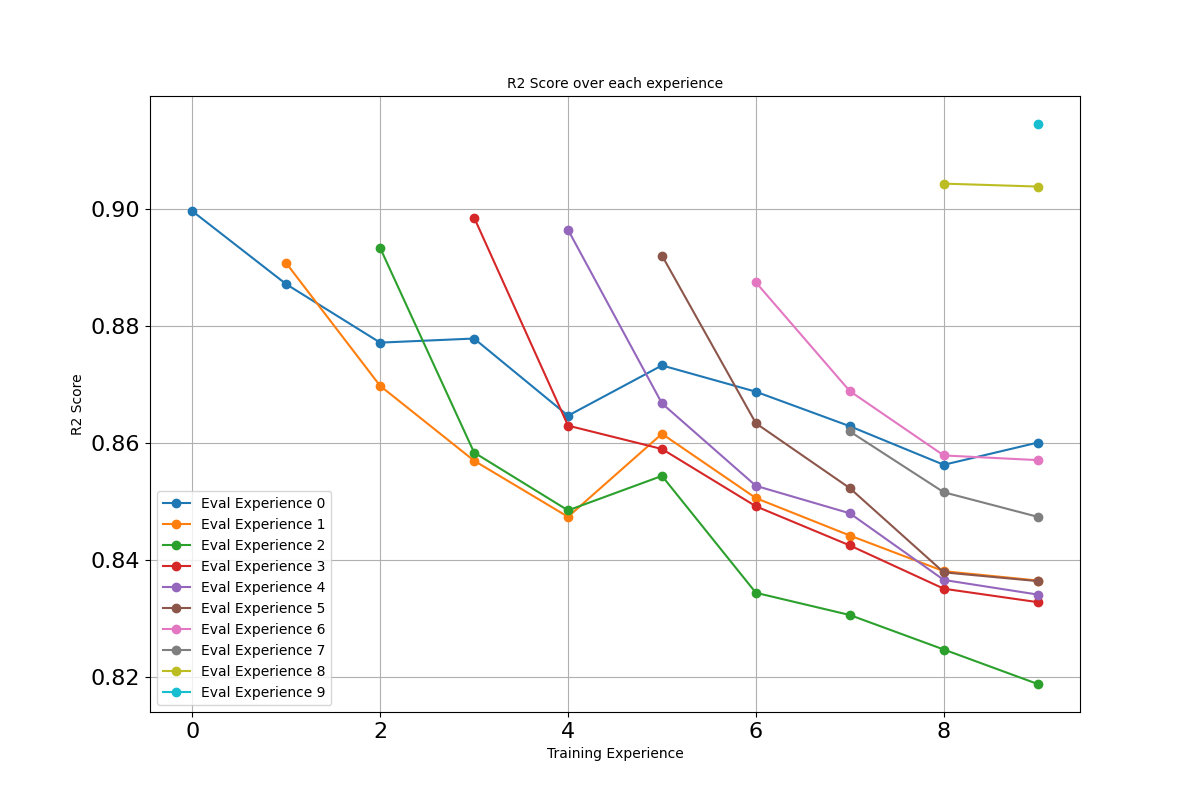 R2 Score over each experience
R2 Score
0.90
0.88
0.86
0.84
0.82
Eval Experience 0
Eval Experience 1
Eval Experience 2
Eval Experience 3
Eval Experience 4
Eval Experience 5
Eval Experience 6
Eval Experience 7
Eval Experience 8
Eval Experience 9
0 2 4 6 8
Training Experience